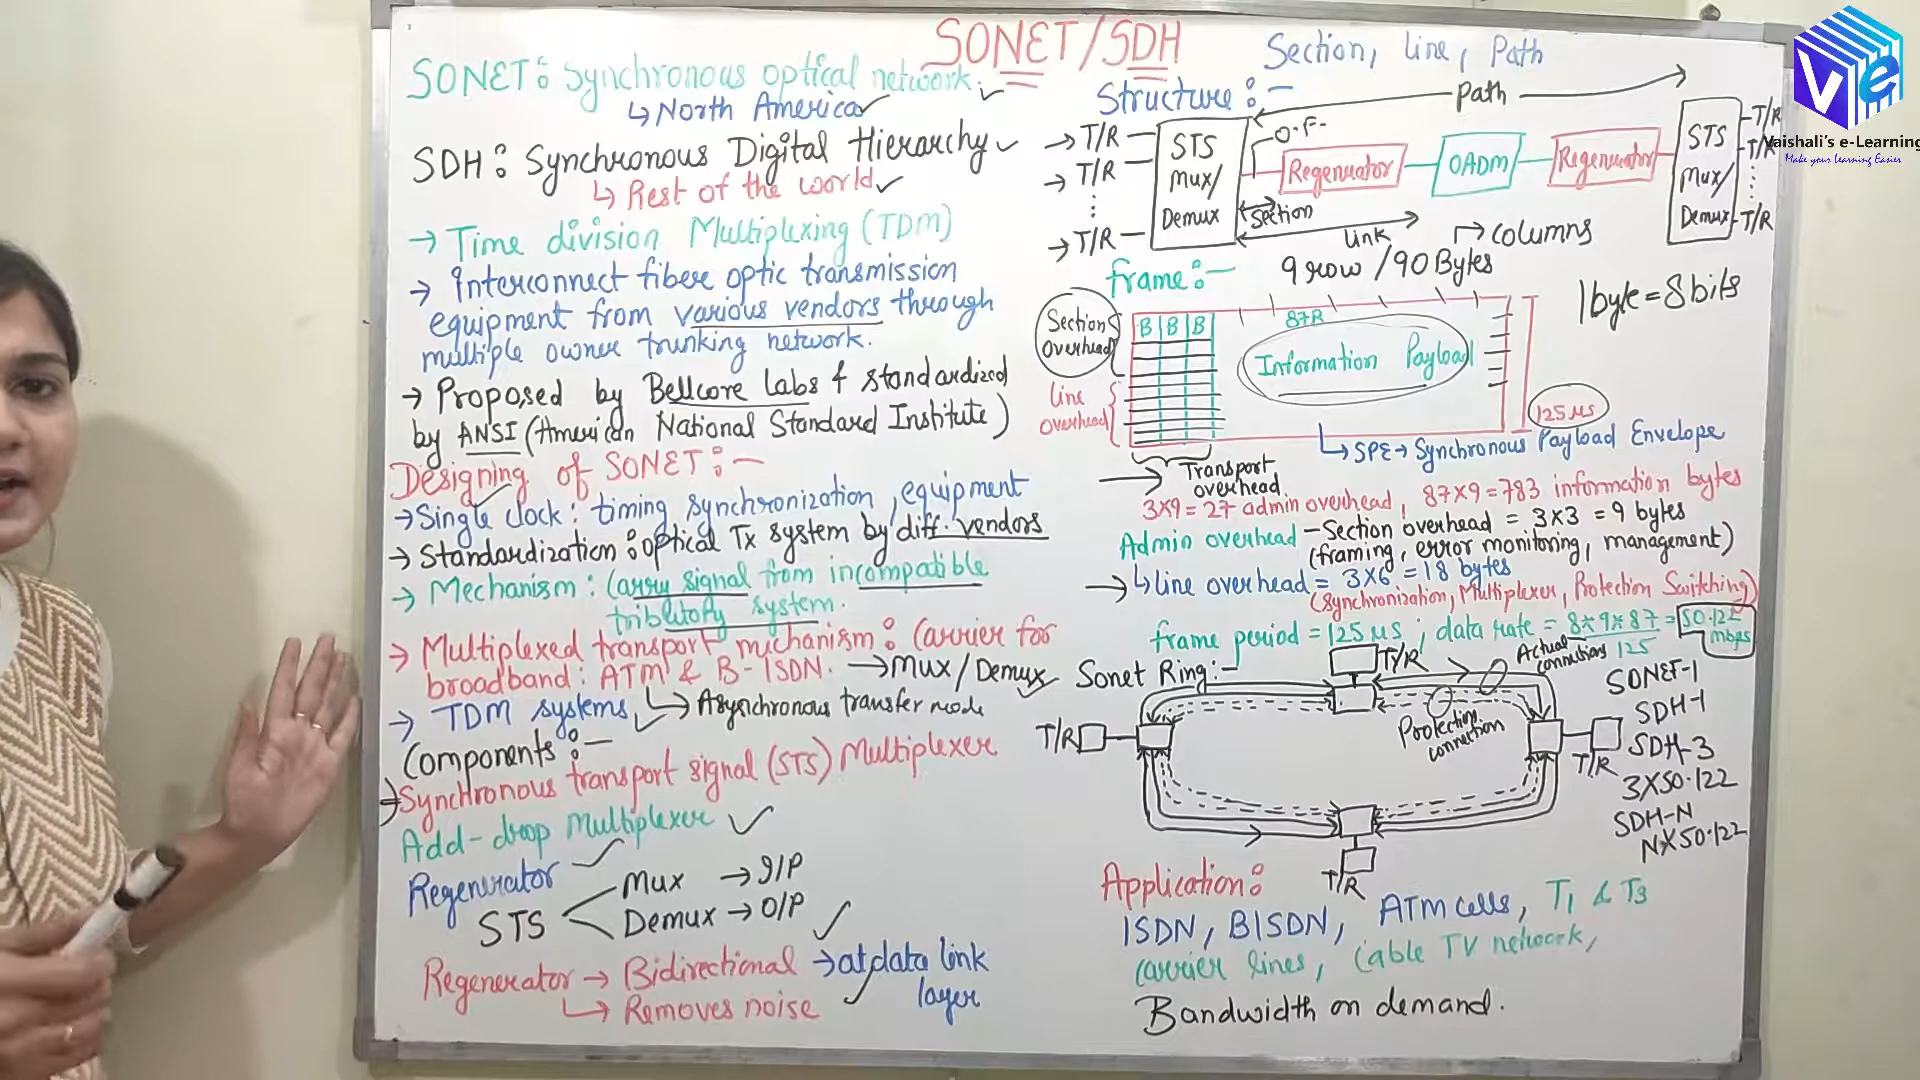 SONET/SDH
SONET: Synchronous optical network.
↳ North America
SDH: Synchronous Digital Hierarchy
↳ Rest of the world
→ Time division Multiplexing (TDM)
→ Interconnect fiber optic transmission
equipment from various vendors through
multiple owner trunking network.
→ Proposed by Bellcore Labs & standardized
by ANSI (American National Standard Institute)
Designing of SONET:-
→ Single clock: timing synchronization, equipment
→ Standardization: optical Tx system by diff. vendors
→ Mechanism: Carry signal from incompatible
tributory system.
→ Multiplexed transport mechanism: Carrier for
broadband: ATM & B-ISDN. → Mux/Demux
→ TDM systems ↳ Asynchronous transfer mode
Components:-
→ Synchronous transport signal (STS) Multiplexer
Add-drop Multiplexer
Regenerator
STS
Mux → I/P
Demux → O/P
Regenerator → Bidirectional → at data link
layer
↳ Removes noise
Section, line, Path
Structure:-
Path
→ T/R
→ T/R
→ T/R
STS
Mux/
Demux
O.F.
Regenerator
OADM
Regenerator
STS
Mux/
Demux
T/R
T/R
T/R
Section
link
→ columns
frame:- 9 row / 90 Bytes
1 byte = 8 bits
Section
overhead
B B B
87B
Information Payload
line
overhead
125 μs
↳ SPE → Synchronous Payload Envelope
→ Transport
overhead.
3×9 = 27 admin overhead, 87×9 = 783 information bytes
Admin overhead – Section overhead = 3×3 = 9 bytes
(framing, error monitoring, management)
→ ↳ line overhead = 3×6 = 18 bytes
(Synchronization, Multiplexer, Protection Switching)
frame period = 125 μs ; data rate = 8*9*87 = 50.122
125
mbps
Sonet Ring:-
T/R
Actual
connections
Protection
connection
T/R
T/R
T/R
SONET-1
SDH-1
SDH-3
3×50.122
SDH-N
N×50.122
Application:
ISDN, BISDN, ATM cells, T1 & T3
Carrier lines, Cable TV network,
Bandwidth on demand.
Ve
Vaishali's e-Learning
Make your Learning Easier